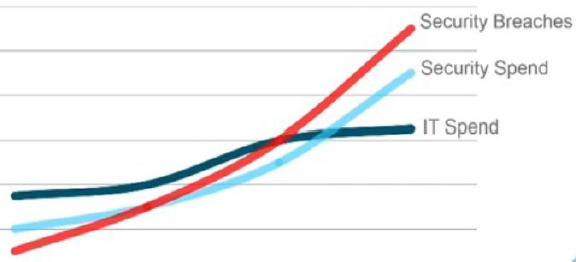 Security Breaches
Security Spend
IT Spend